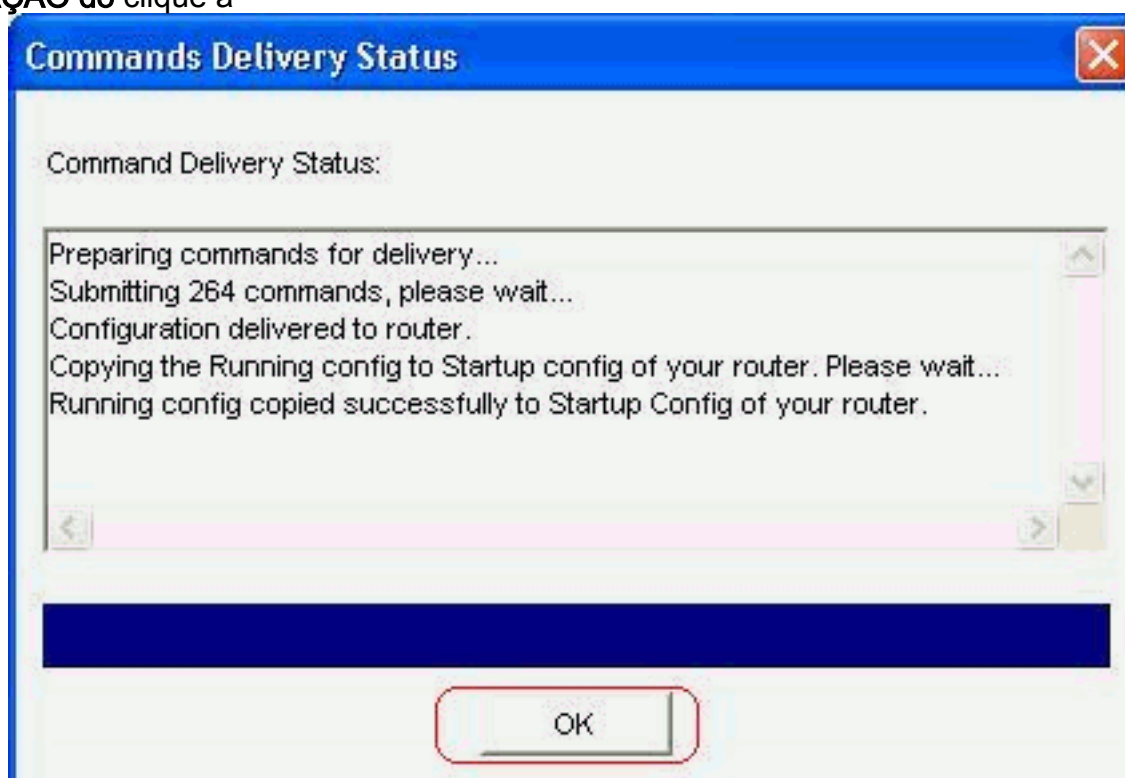 AÇÃO do clique a
Commands Delivery Status
Command Delivery Status:
Preparing commands for delivery...
Submitting 264 commands, please wait...
Configuration delivered to router.
Copying the Running config to Startup config of your router. Please wait...
Running config copied successfully to Startup Config of your router.
OK